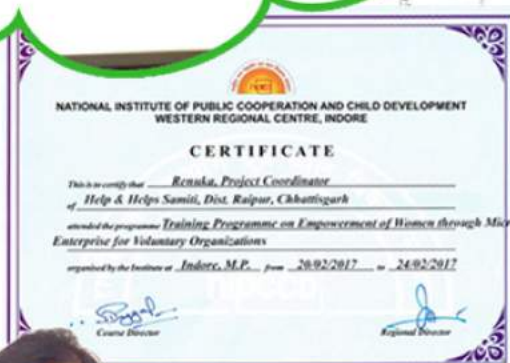 NATIONAL INSTITUTE OF PUBLIC COOPERATION AND CHILD DEVELOPMENT
WESTERN REGIONAL CENTRE, INDORE
CERTIFICATE
This is to certify that Renuka, Project Coordinator
of Help & Helps Samiti, Dist. Raipur, Chhattisgarh
attended the programme Training Programme on Empowerment of Women through Micr
Enterprise for Voluntary Organizations
organised by the Institute at Indore, M.P. from 20/02/2017 to 24/02/2017
Course Director Regional Director